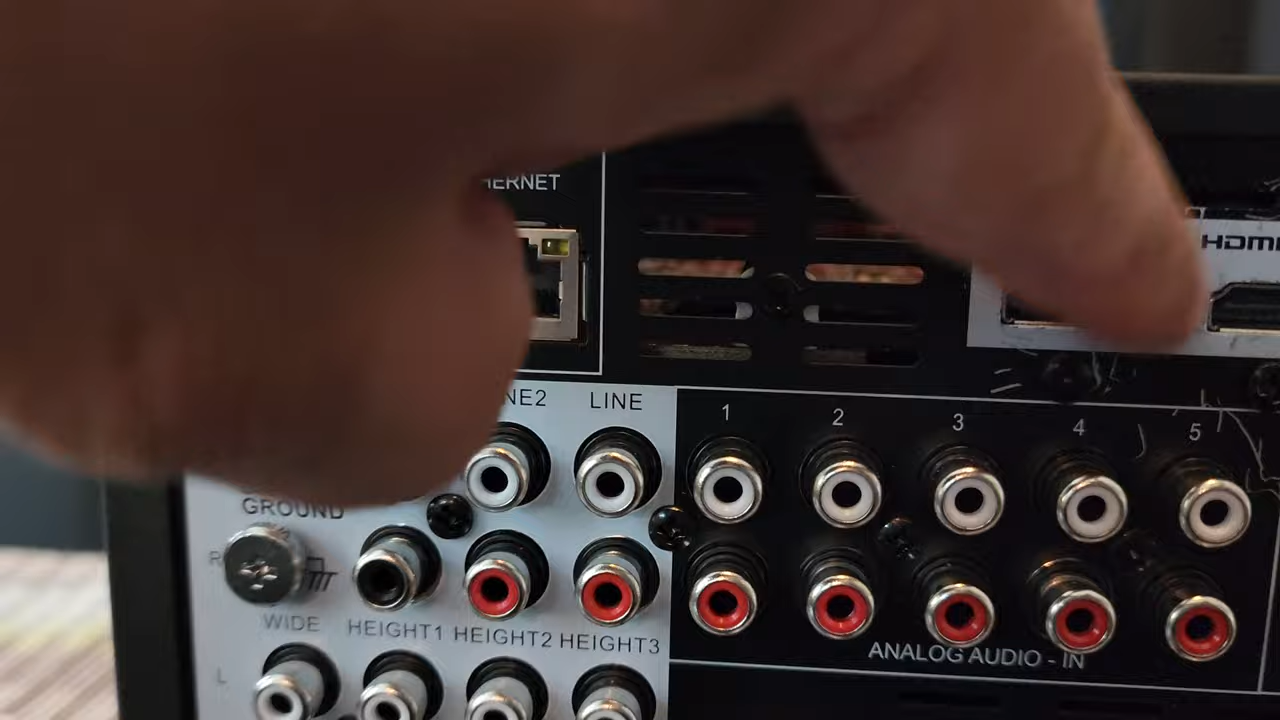 HERNET
HDMI
NE2 LINE
1 2 3 4 5
GROUND
R
WIDE HEIGHT1 HEIGHT2 HEIGHT3
ANALOG AUDIO - IN
L